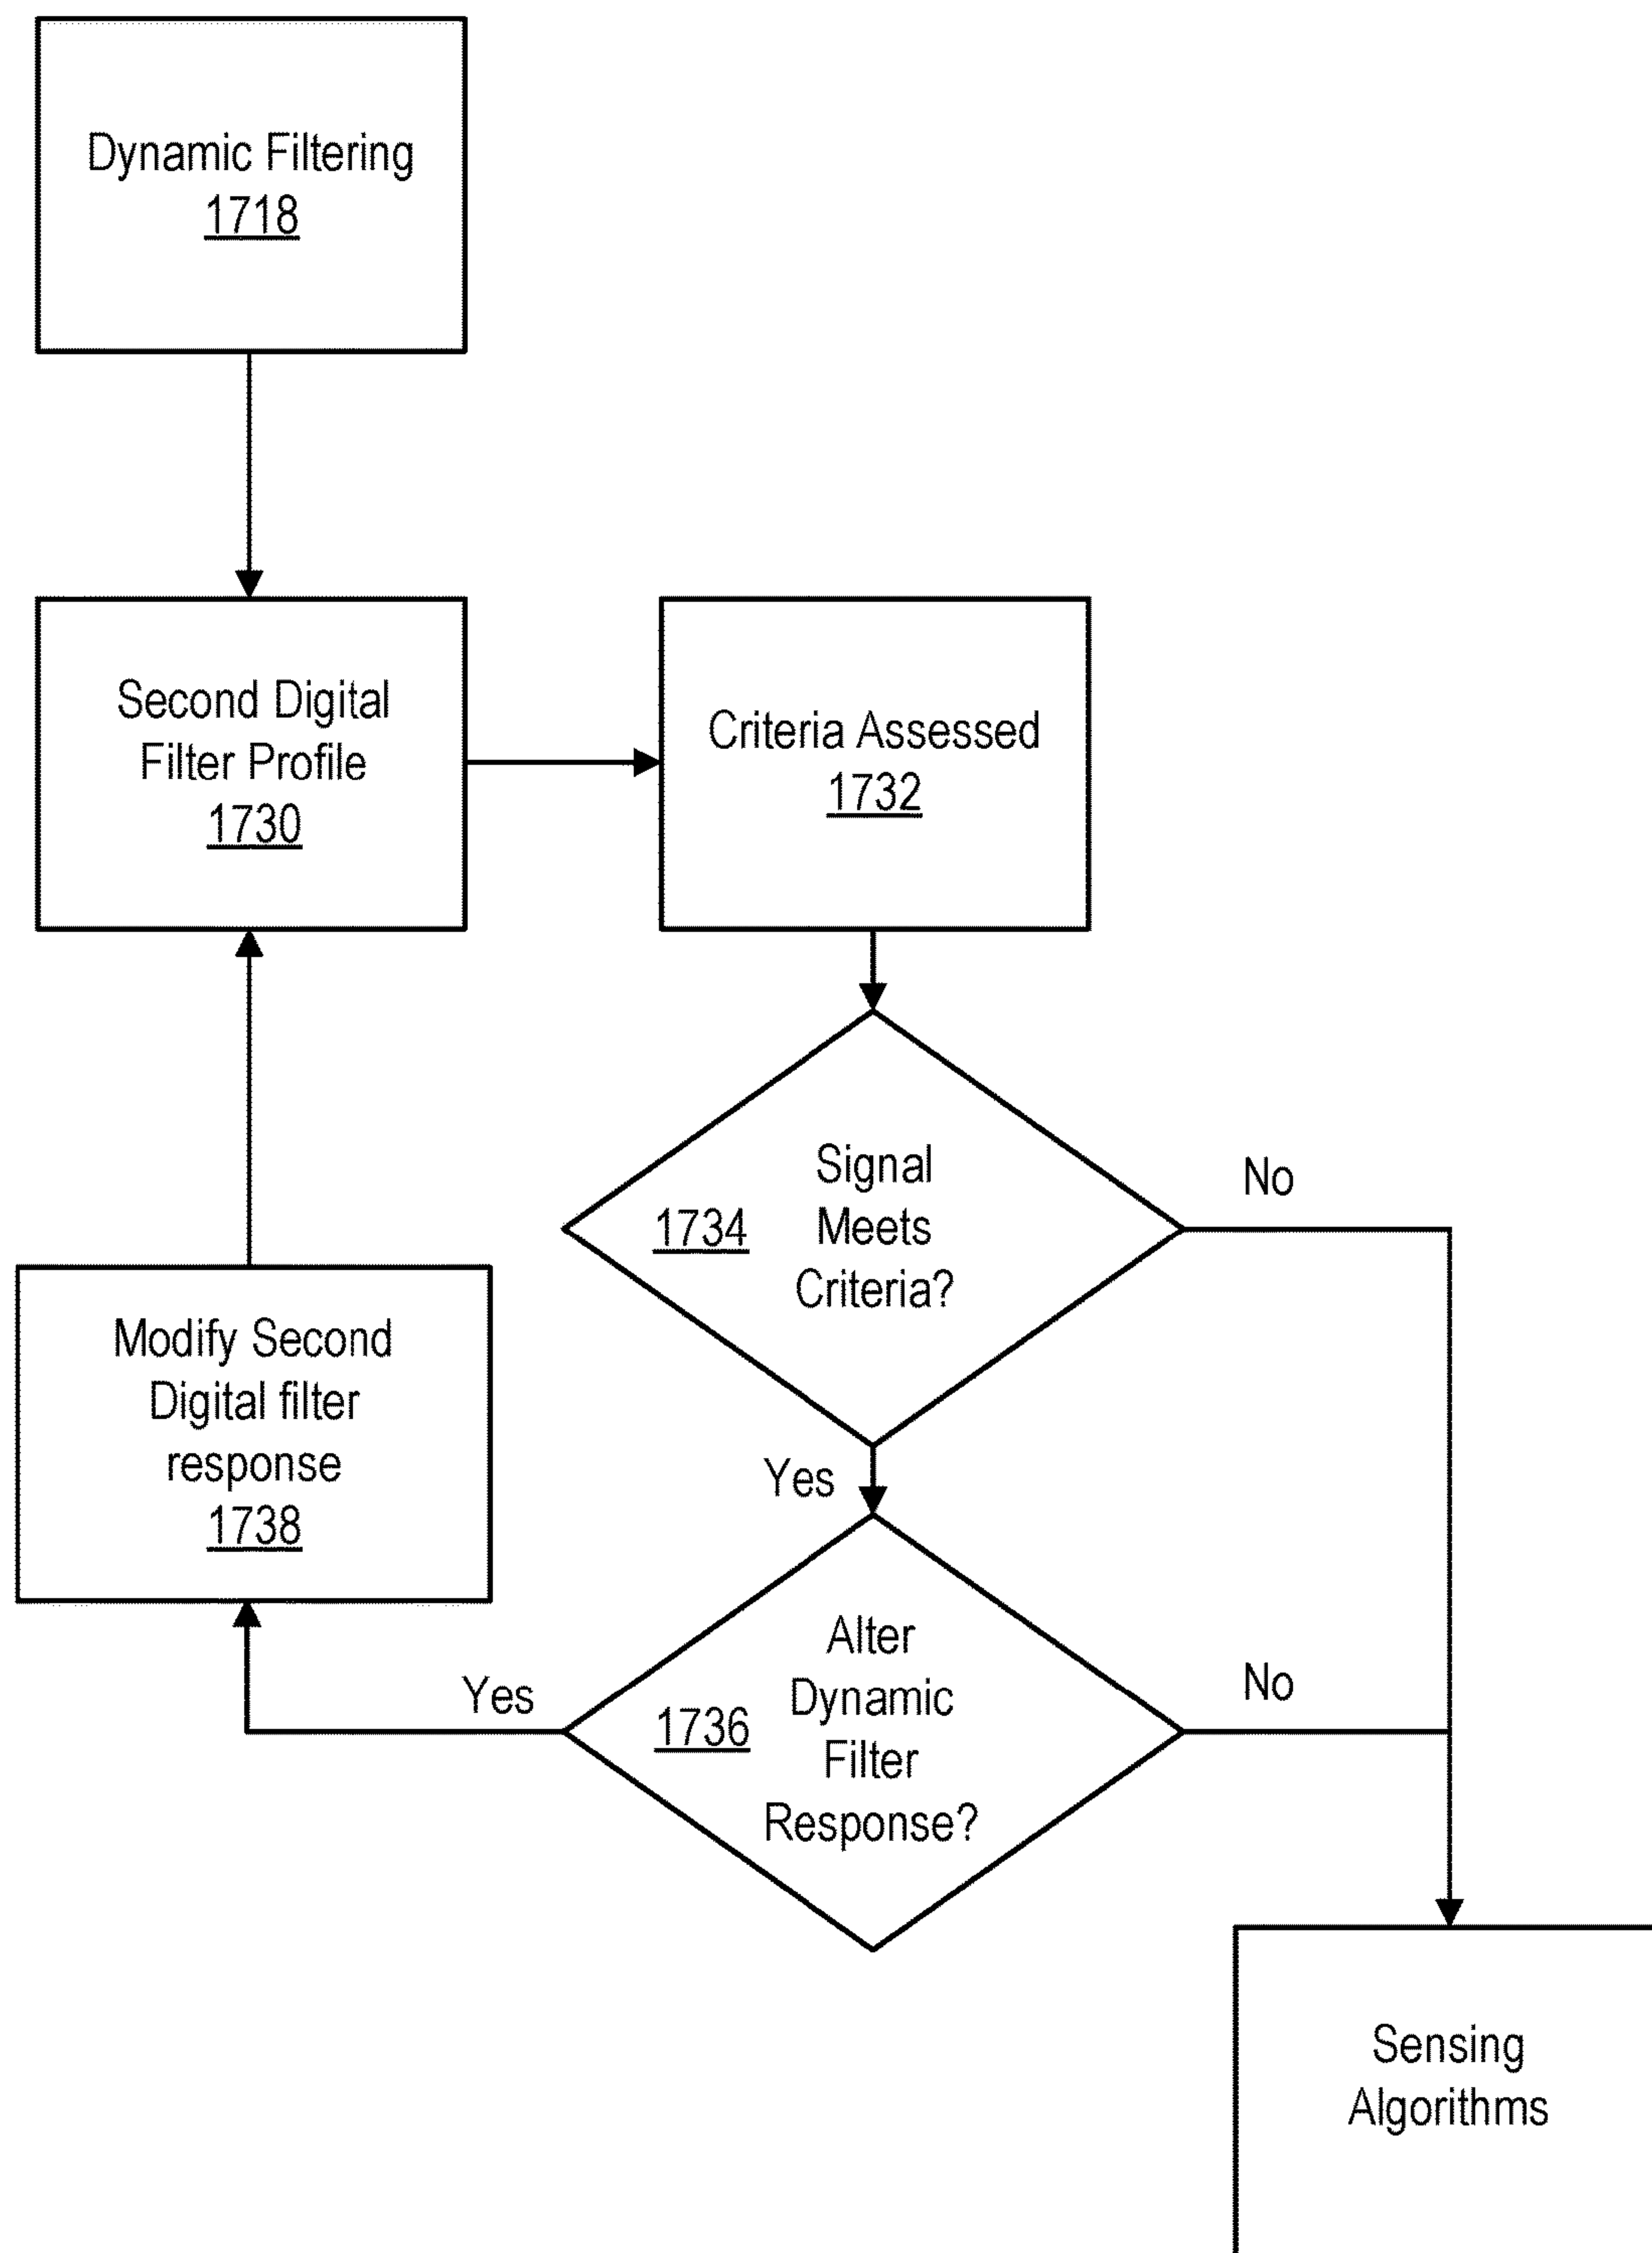 Dynamic Filtering
1718
Second Digital
Filter Profile
1730
Criteria Assessed
1732
Signal
Meets
Criteria?
1734
No
Yes
Modify Second
Digital filter
response
1738
Alter
Dynamic
Filter
Response?
1736
Yes
No
Sensing
Algorithms